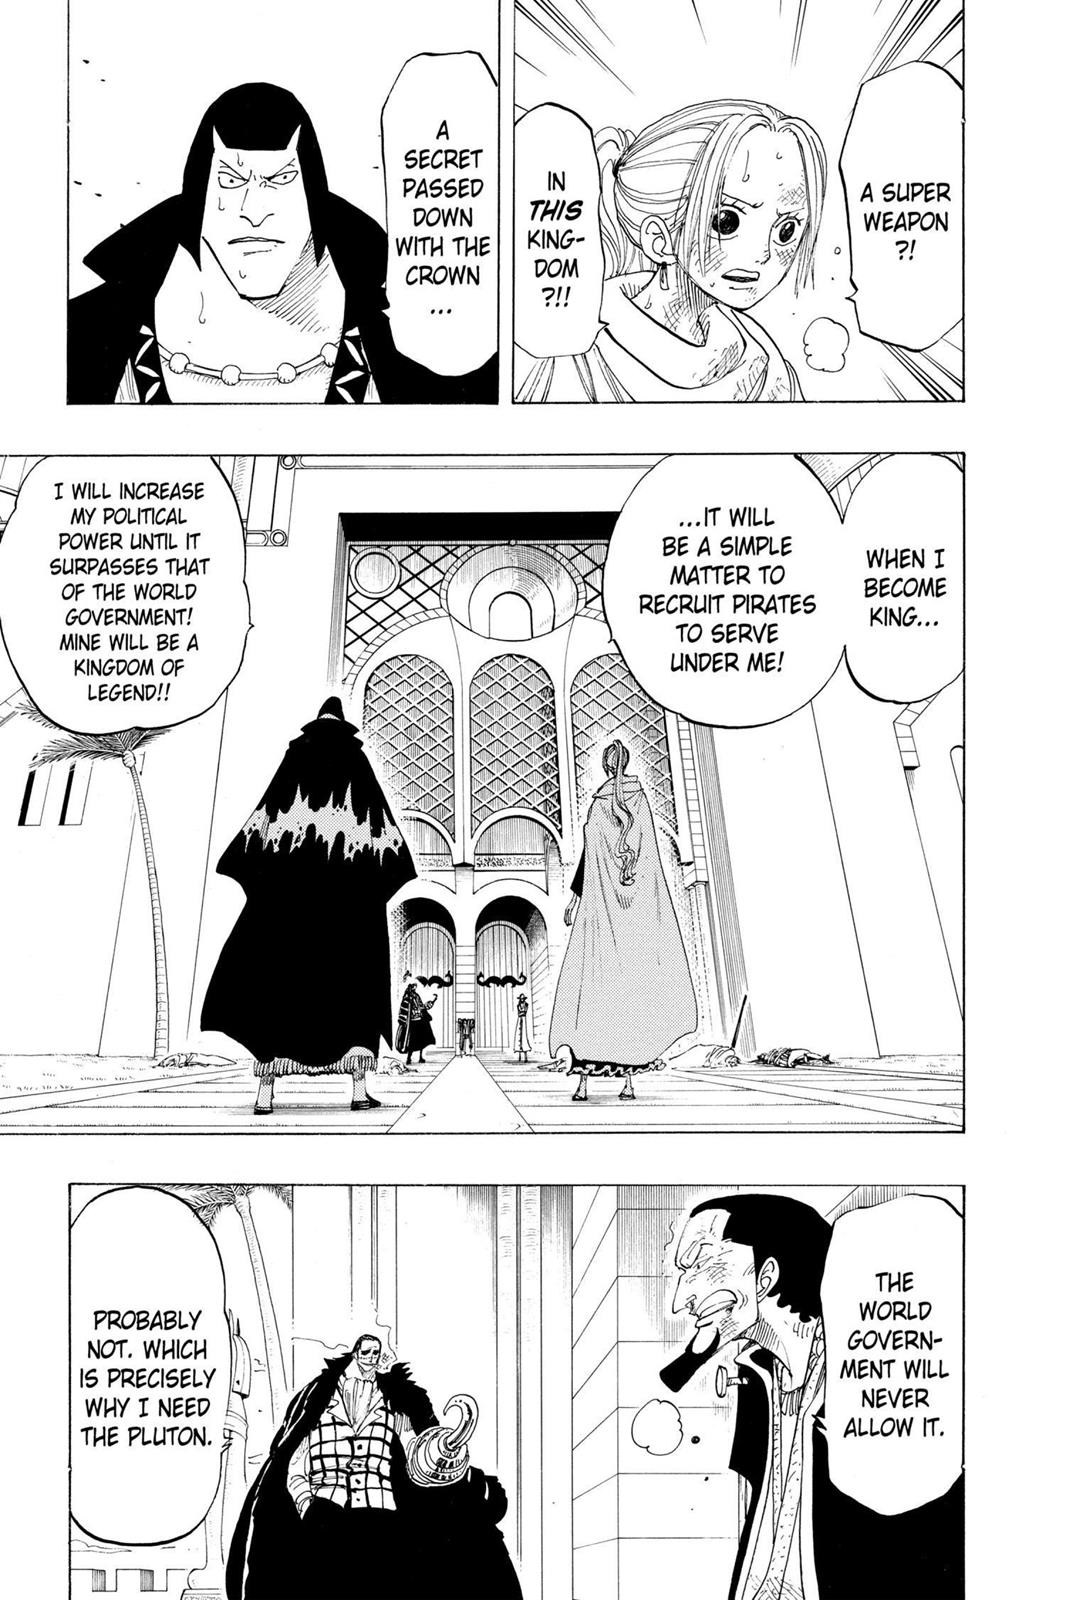 A SUPER
WEAPON
?!
IN
THIS
KING-
DOM
?!!
A
SECRET
PASSED
DOWN
WITH THE
CROWN
...
WHEN I
BECOME
KING...
...IT WILL
BE A SIMPLE
MATTER TO
RECRUIT PIRATES
TO SERVE
UNDER ME!
I WILL INCREASE
MY POLITICAL
POWER UNTIL IT
SURPASSES THAT
OF THE WORLD
GOVERNMENT!
MINE WILL BE A
KINGDOM OF
LEGEND!!
THE
WORLD
GOVERN-
MENT WILL
NEVER
ALLOW IT.
PROBABLY
NOT. WHICH
IS PRECISELY
WHY I NEED
THE PLUTON.